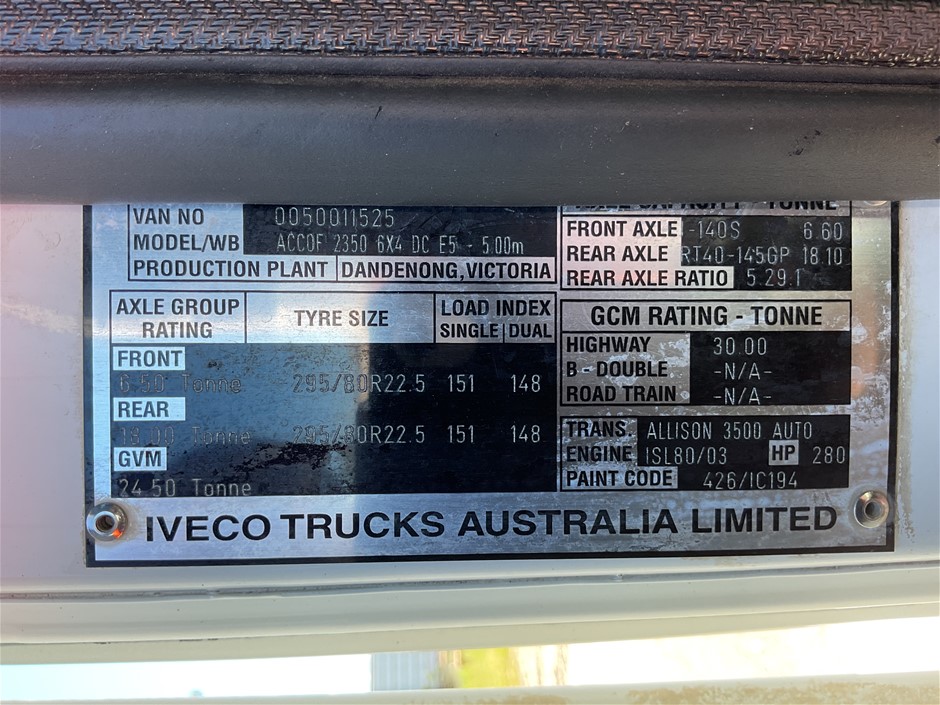 VAN NO 0050011525
MODEL/WB ACCOF 2350 6X4 DC E5 - 5.00m
PRODUCTION PLANT DANDENONG, VICTORIA
AXLE GROUP RATING TYRE SIZE LOAD INDEX
SINGLE DUAL
FRONT
6.50 Tonne 295/80R22.5 151 148
REAR
18.00 Tonne 295/80R22.5 151 148
GVM
24.50 Tonne
CAPACITY - TONNE
FRONT AXLE -140S 6.60
REAR AXLE RT40-145GP 18.10
REAR AXLE RATIO 5.29.1
GCM RATING - TONNE
HIGHWAY 30.00
B - DOUBLE -N/A-
ROAD TRAIN -N/A-
TRANS. ALLISON 3500 AUTO
ENGINE ISL80/03 HP 280
PAINT CODE 426/IC194
IVECO TRUCKS AUSTRALIA LIMITED